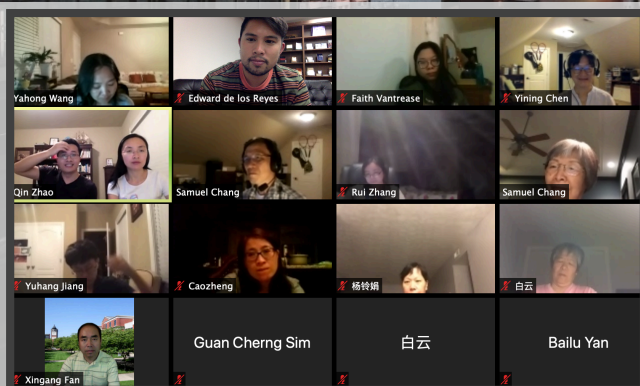 Yahong Wang
Edward de los Reyes
Faith Vantrease
Yining Chen
Qin Zhao
Samuel Chang
Rui Zhang
Samuel Chang
Yuhang Jiang
Caozheng
杨铃娟
白云
Xingang Fan
Guan Cherng Sim
白云
Bailu Yan